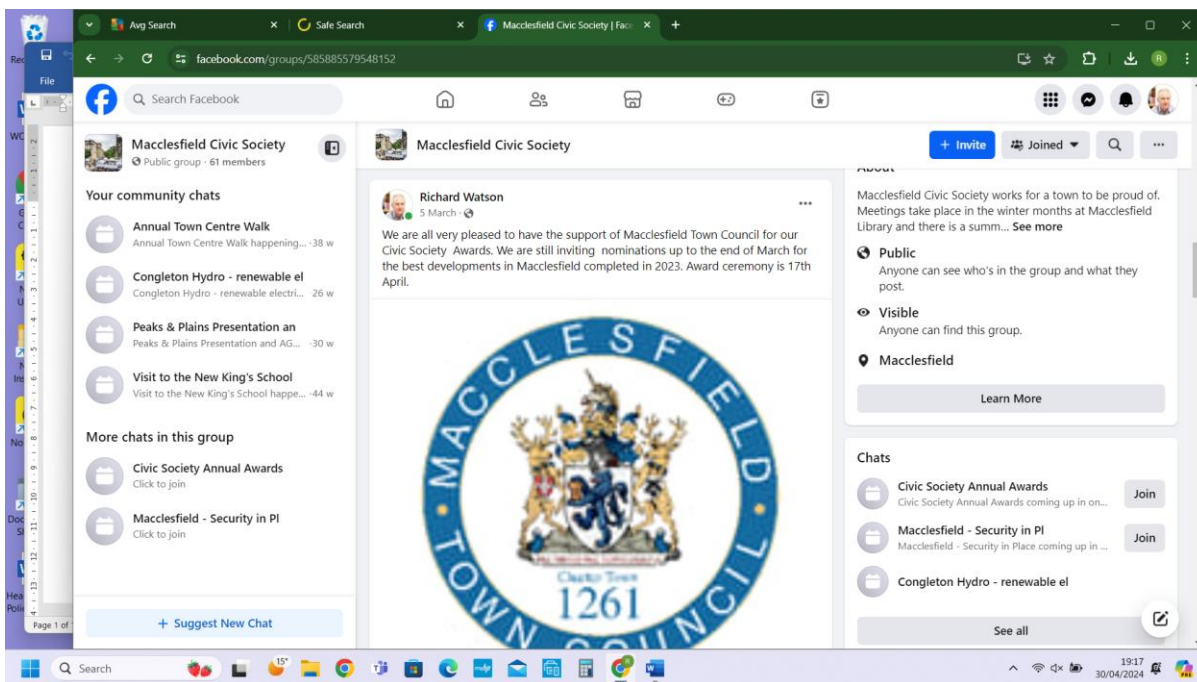 Avg Search
Safe Search
Macclesfield Civic Society | Face
facebook.com/groups/585885579548152
R
File
Search Facebook
Macclesfield Civic Society
Public group · 61 members
Your community chats
Annual Town Centre Walk
Annual Town Centre Walk happening... ·38 w
Congleton Hydro - renewable el
Congleton Hydro - renewable electri... 26 w
Peaks & Plains Presentation an
Peaks & Plains Presentation and AG... ·30 w
Visit to the New King's School
Visit to the New King's School happe... ·44 w
More chats in this group
Civic Society Annual Awards
Click to join
Macclesfield - Security in Pl
Click to join
+ Suggest New Chat
Macclesfield Civic Society
+ Invite
Joined
Richard Watson
5 March ·
We are all very pleased to have the support of Macclesfield Town Council for our
Civic Society Awards. We are still inviting nominations up to the end of March for
the best developments in Macclesfield completed in 2023. Award ceremony is 17th
April.
MACCLESFIELD
TOWN COUNCIL
Charter Town
1261
About
Macclesfield Civic Society works for a town to be proud of.
Meetings take place in the winter months at Macclesfield
Library and there is a summ... See more
Public
Anyone can see who's in the group and what they
post.
Visible
Anyone can find this group.
Macclesfield
Learn More
Chats
Civic Society Annual Awards
Civic Society Annual Awards coming up in on...
Join
Macclesfield - Security in Pl
Macclesfield - Security in Place coming up in ...
Join
Congleton Hydro - renewable el
See all
Page 1 of
Search
15°
19:17
30/04/2024